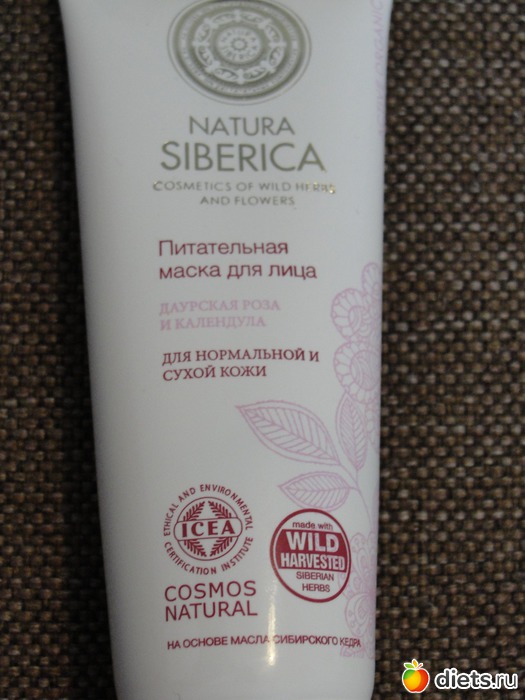 NATURA
SIBERICA
NATURA
SIBERICA
COSMETICS OF WILD HERBS
AND FLOWERS
Питательная
маска для лица
ДАУРСКАЯ РОЗА
И КАЛЕНДУЛА
ДЛЯ НОРМАЛЬНОЙ И
СУХОЙ КОЖИ
ETHICAL AND ENVIRONMENTAL
ICEA
CERTIFICATION INSTITUTE
COSMOS
NATURAL
made with
WILD
HARVESTED
SIBERIAN
HERBS
НА ОСНОВЕ МАСЛА СИБИРСКОГО КЕДРА
diets.ru